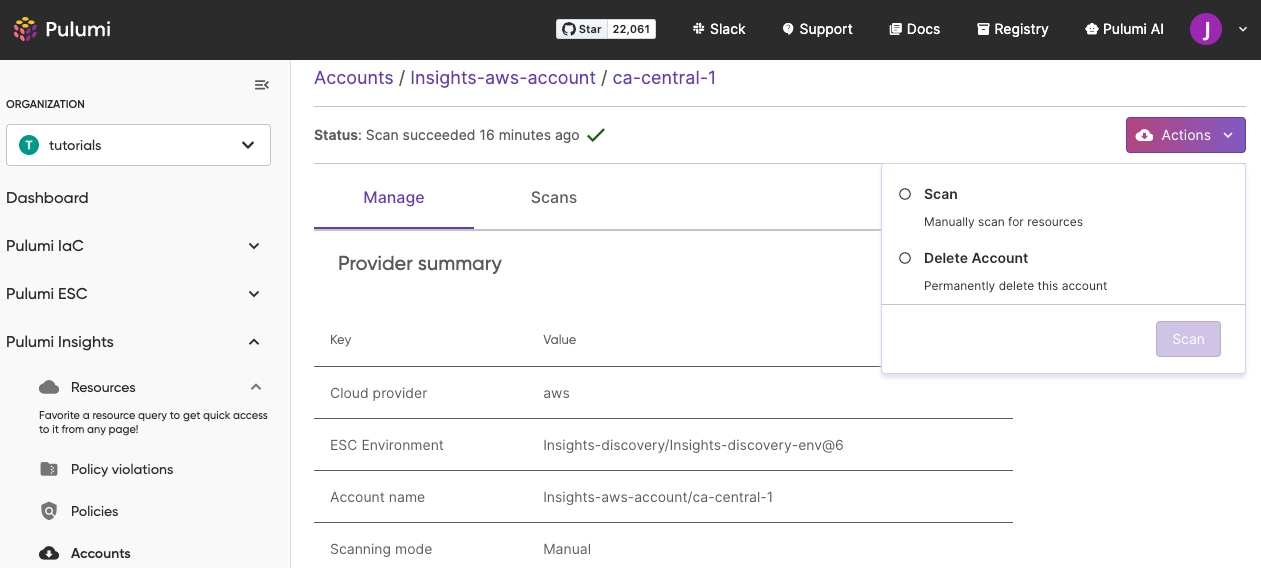 Pulumi
Star 22,061
Slack
Support
Docs
Registry
Pulumi AI
J
ORGANIZATION
T tutorials
Dashboard
Pulumi IaC
Pulumi ESC
Pulumi Insights
Resources
Favorite a resource query to get quick access
to it from any page!
Policy violations
Policies
Accounts
Accounts / Insights-aws-account / ca-central-1
Status: Scan succeeded 16 minutes ago
Actions
Scan
Manually scan for resources
Delete Account
Permanently delete this account
Scan
Manage Scans
Provider summary
Key Value
Cloud provider aws
ESC Environment Insights-discovery/Insights-discovery-env@6
Account name Insights-aws-account/ca-central-1
Scanning mode Manual